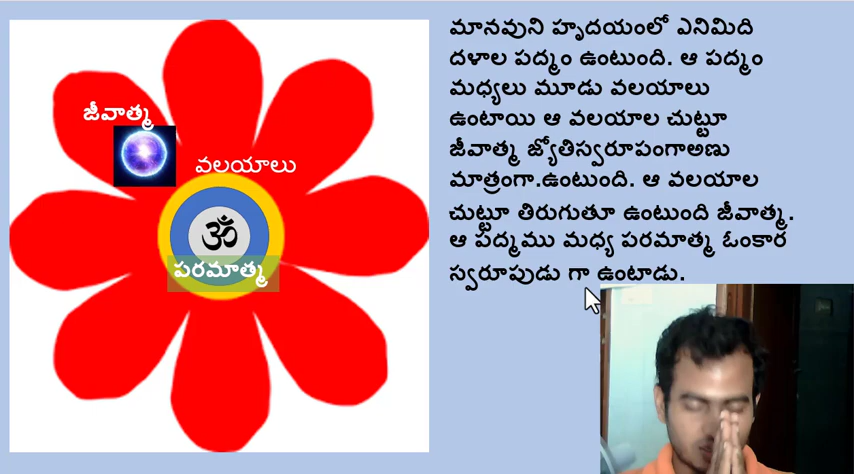 మానవుని హృదయంలో ఎనిమిది
దళాల పద్మం ఉంటుంది. ఆ పద్మం
మధ్యలు మూడు వలయాలు
ఉంటాయి ఆ వలయాల చుట్టూ
జీవాత్మ జ్యోతిస్వరూపంగాఅణు
మాత్రంగా.ఉంటుంది. ఆ వలయాల
చుట్టూ తిరుగుతూ ఉంటుంది జీవాత్మ.
ఆ పద్మము మధ్య పరమాత్మ ఓంకార
స్వరూపుడు గా ఉంటాడు.
జీవాత్మ
వలయాలు
ॐ
పరమాత్మ